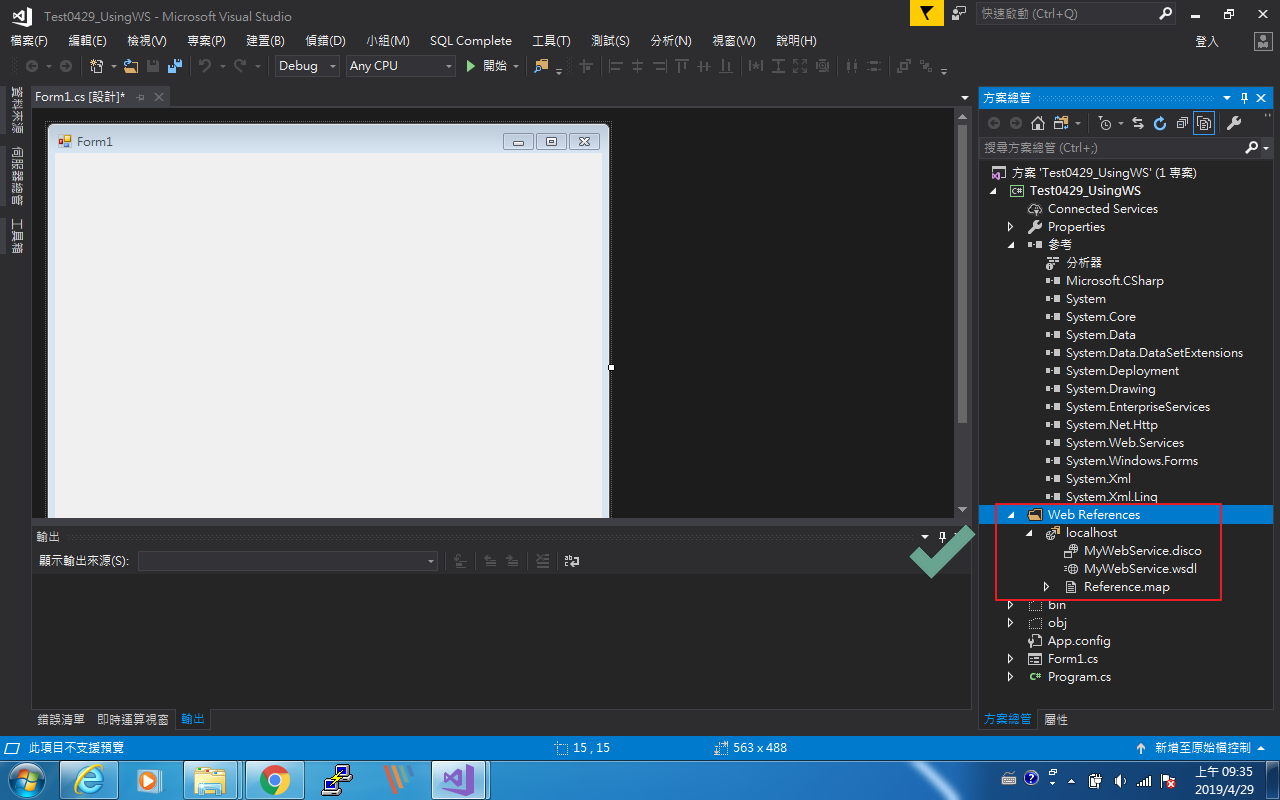 Test0429_UsingWS - Microsoft Visual Studio
快速啟動 (Ctrl+Q)
檔案(F) 編輯(E) 檢視(V) 專案(P) 建置(B) 偵錯(D) 小組(M) SQL Complete 工具(T) 測試(S) 分析(N) 視窗(W) 說明(H) 登入
Debug Any CPU 開始
資料來源
伺服器總管
工具箱
Form1.cs [設計]*
Form1
方案總管
搜尋方案總管 (Ctrl+;)
方案 'Test0429_UsingWS' (1 專案)
C# Test0429_UsingWS
Connected Services
Properties
參考
分析器
Microsoft.CSharp
System
System.Core
System.Data
System.Data.DataSetExtensions
System.Deployment
System.Drawing
System.EnterpriseServices
System.Net.Http
System.Web.Services
System.Windows.Forms
System.Xml
System.Xml.Linq
Web References
localhost
MyWebService.disco
MyWebService.wsdl
Reference.map
bin
obj
App.config
Form1.cs
C# Program.cs
方案總管 屬性
輸出
顯示輸出來源(S):
錯誤清單 即時運算視窗 輸出
此項目不支援預覽 15 , 15 563 x 488 新增至原始檔控制
上午 09:35
2019/4/29